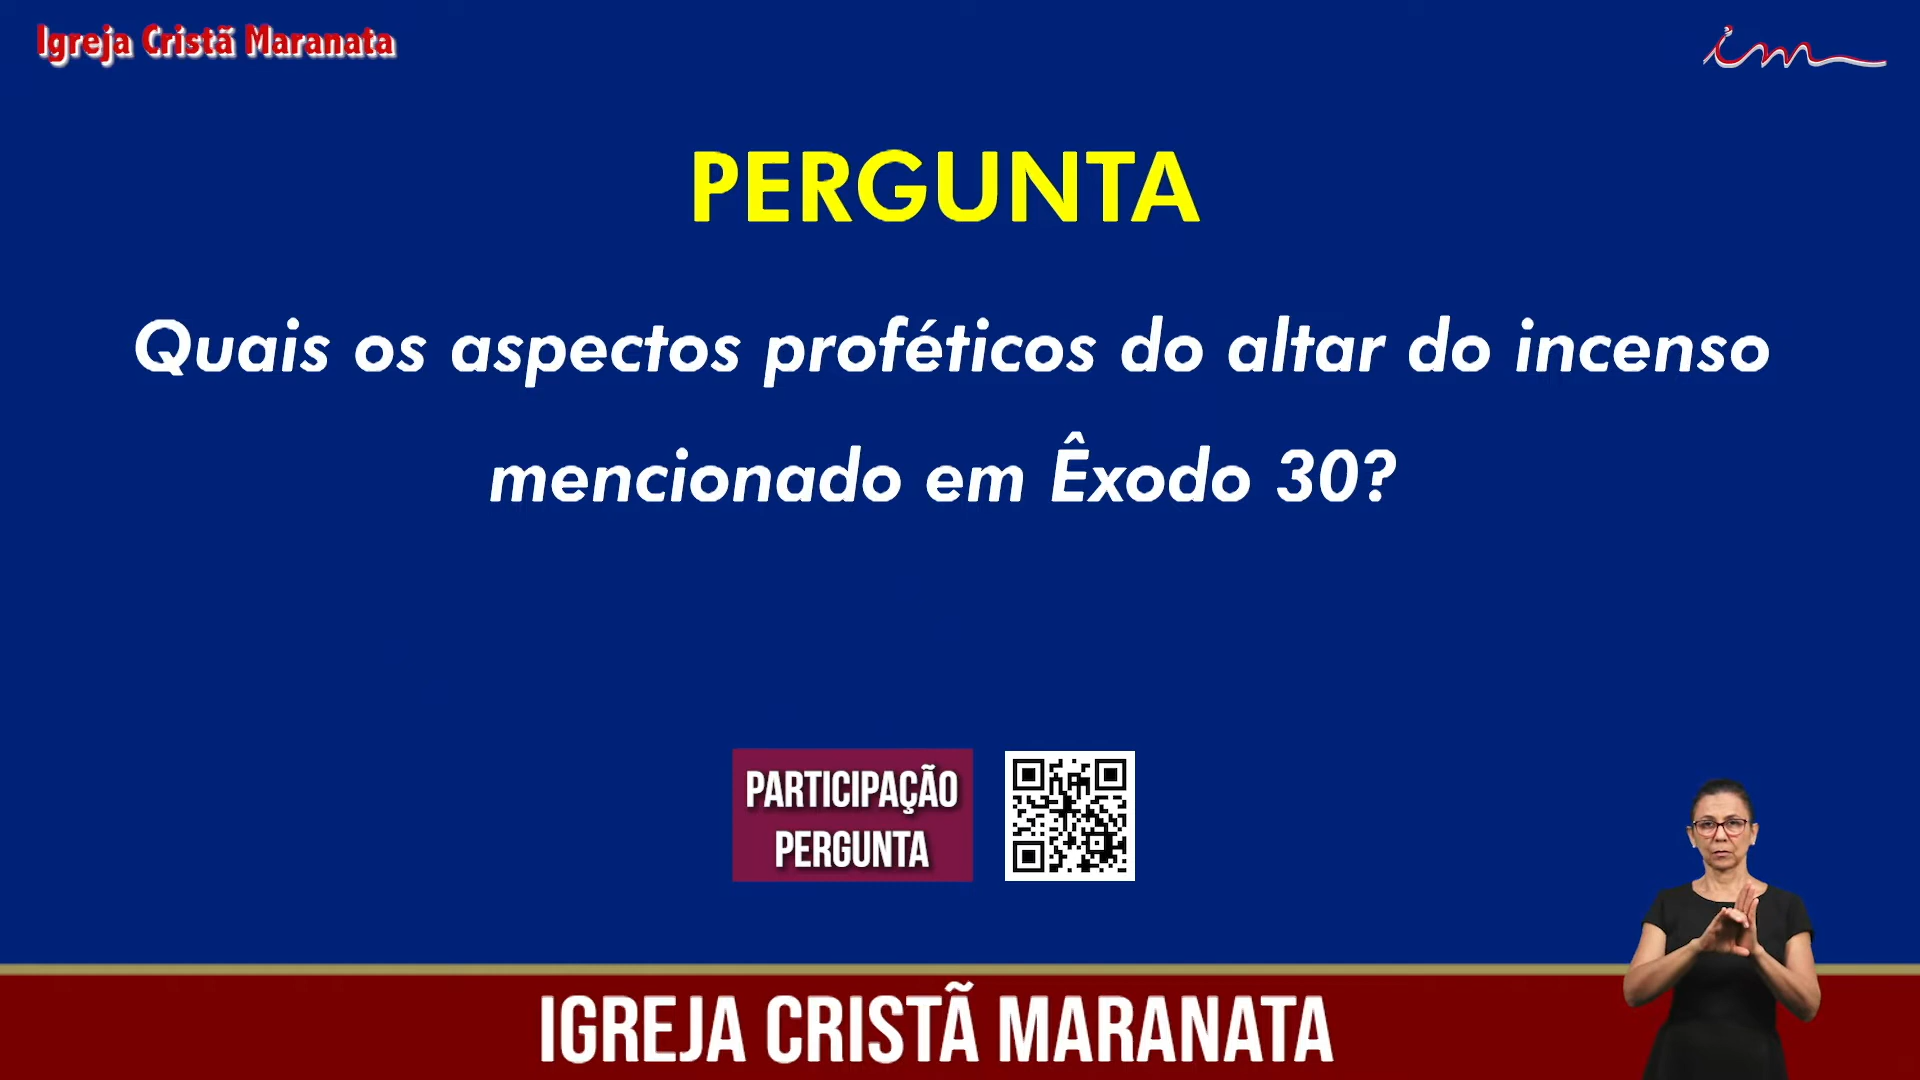 Igreja Cristã Maranata
im
PERGUNTA
Quais os aspectos proféticos do altar do incenso
mencionado em Êxodo 30?
PARTICIPAÇÃO
PERGUNTA
IGREJA CRISTÃ MARANATA